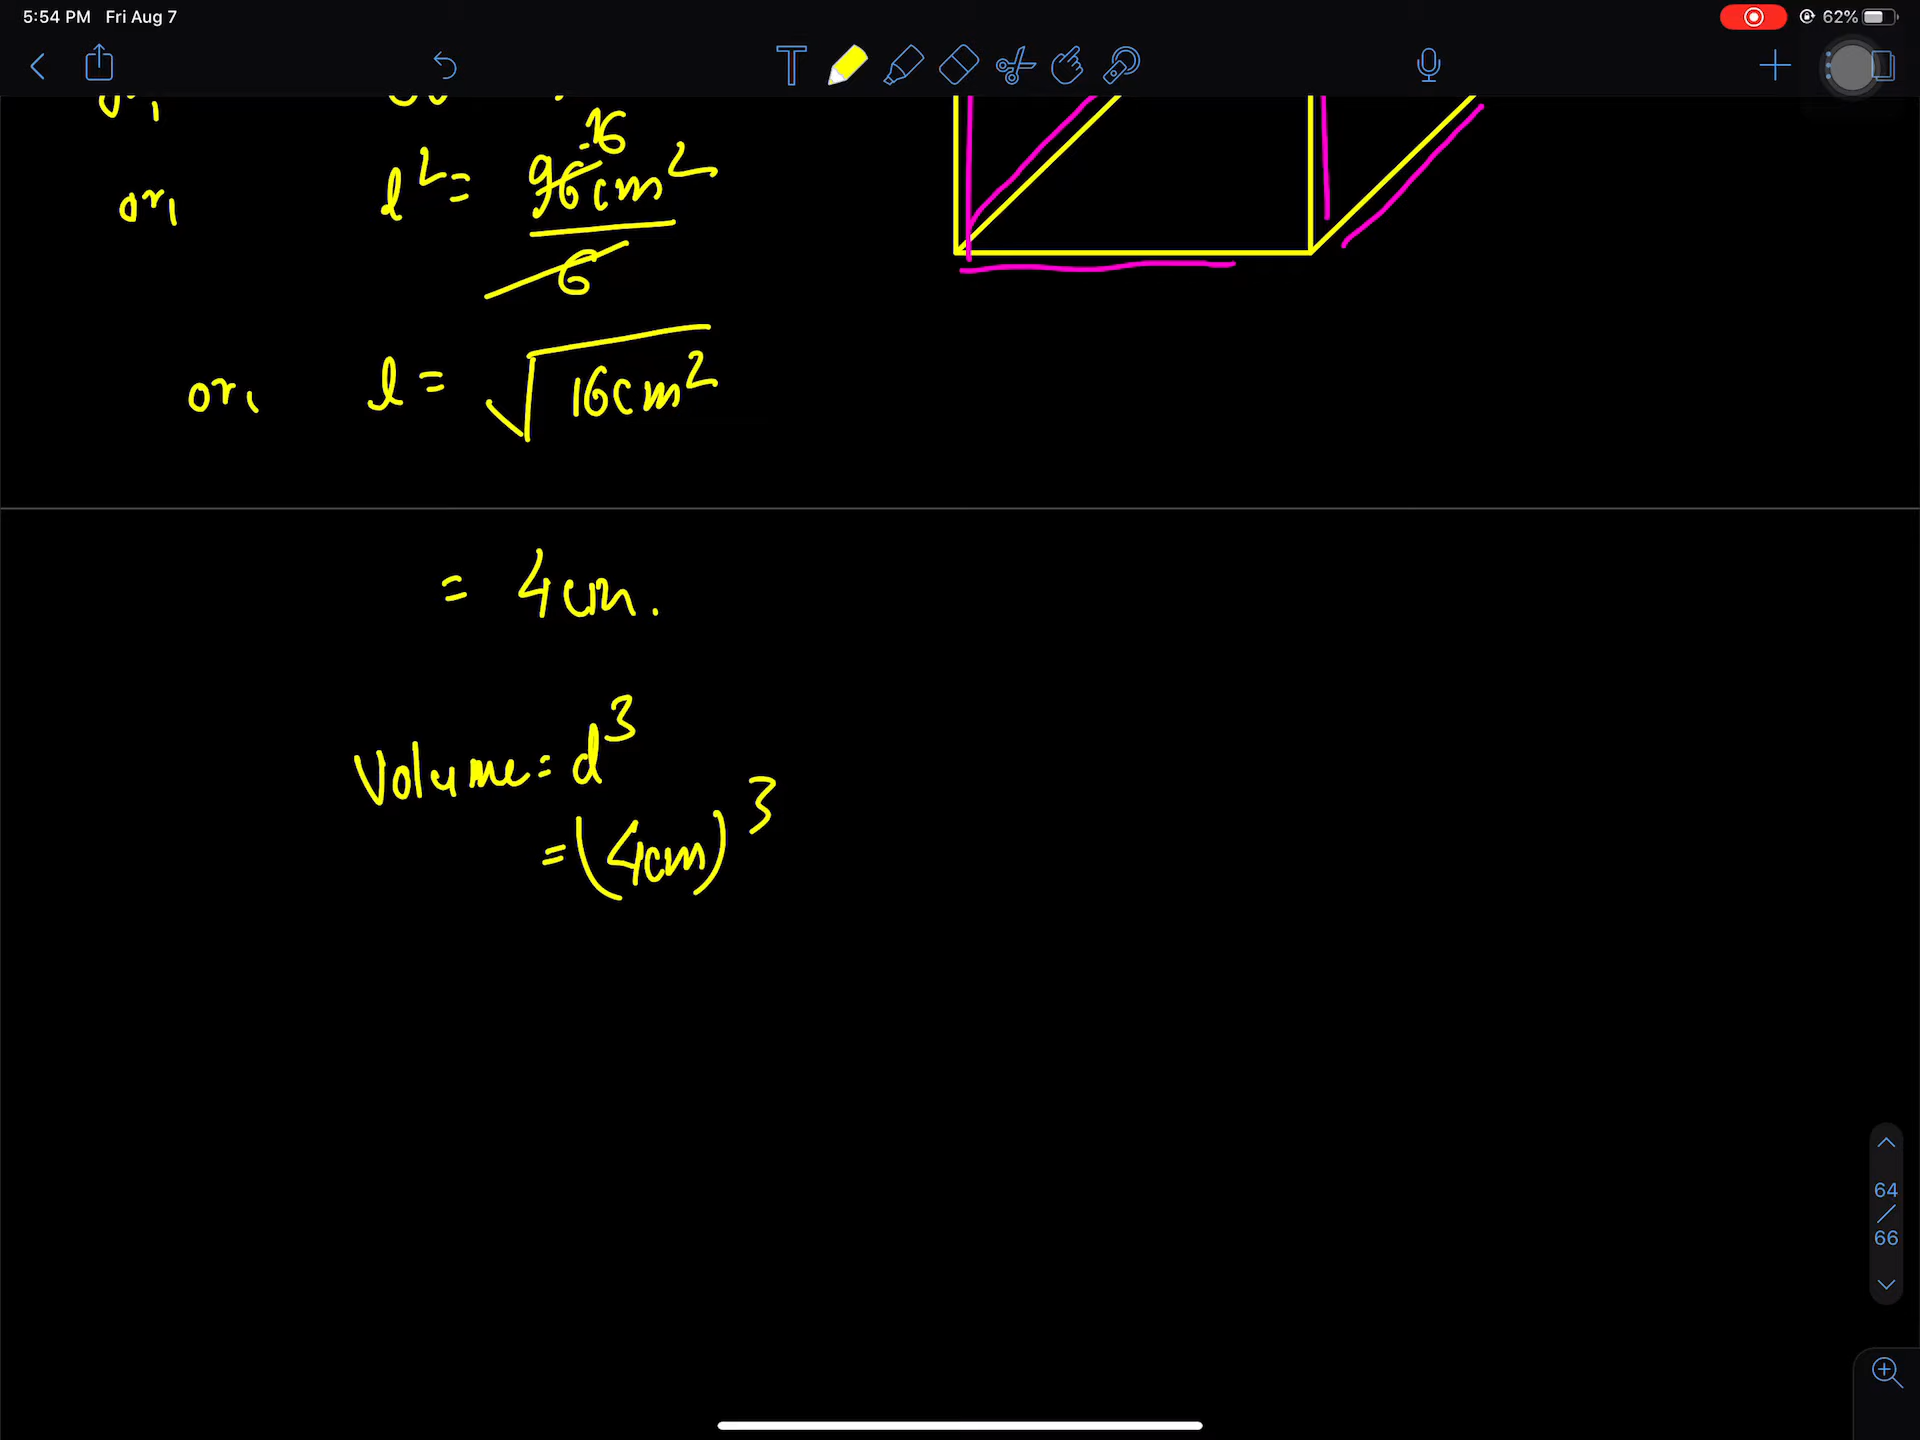 5:54 PM Fri Aug 7
62%
16
or, l² = 96cm²
6
or, l = √16cm²
= 4cm.
Volume = d³
= (4cm)³
64
/
66